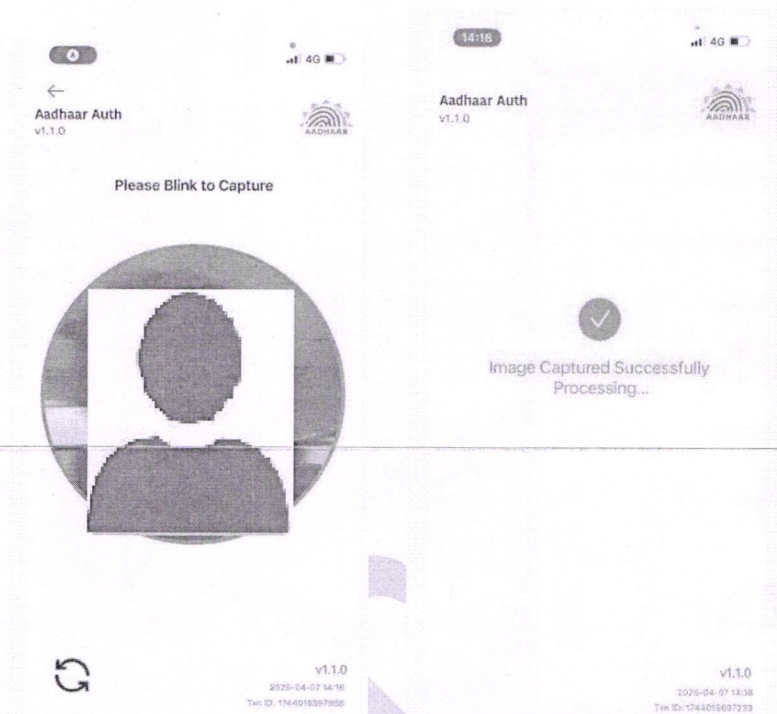 4G
Aadhaar Auth
v1.1.0
AADHAAR
Please Blink to Capture
v1.1.0
2025-04-07 14:16
Txn ID:
14:16
4G
Aadhaar Auth
v1.1.0
AADHAAR
Image Captured Successfully
Processing...
v1.1.0
2025-04-07 14:16
Txn ID: